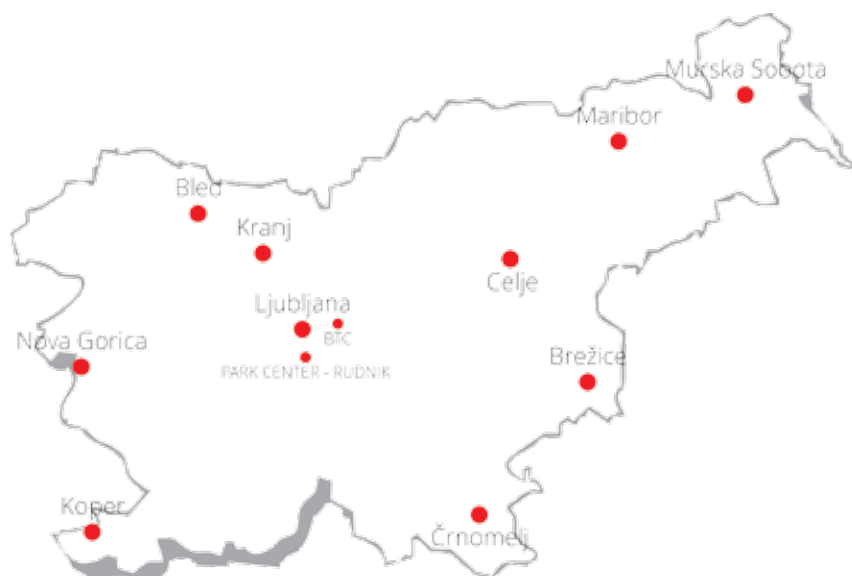 Murska Sobota
Maribor
Bled
Kranj
Celje
Ljubljana
BTC
Nova Gorica
PARK CENTER - RUDNIK
Brežice
Koper
Črnomelj